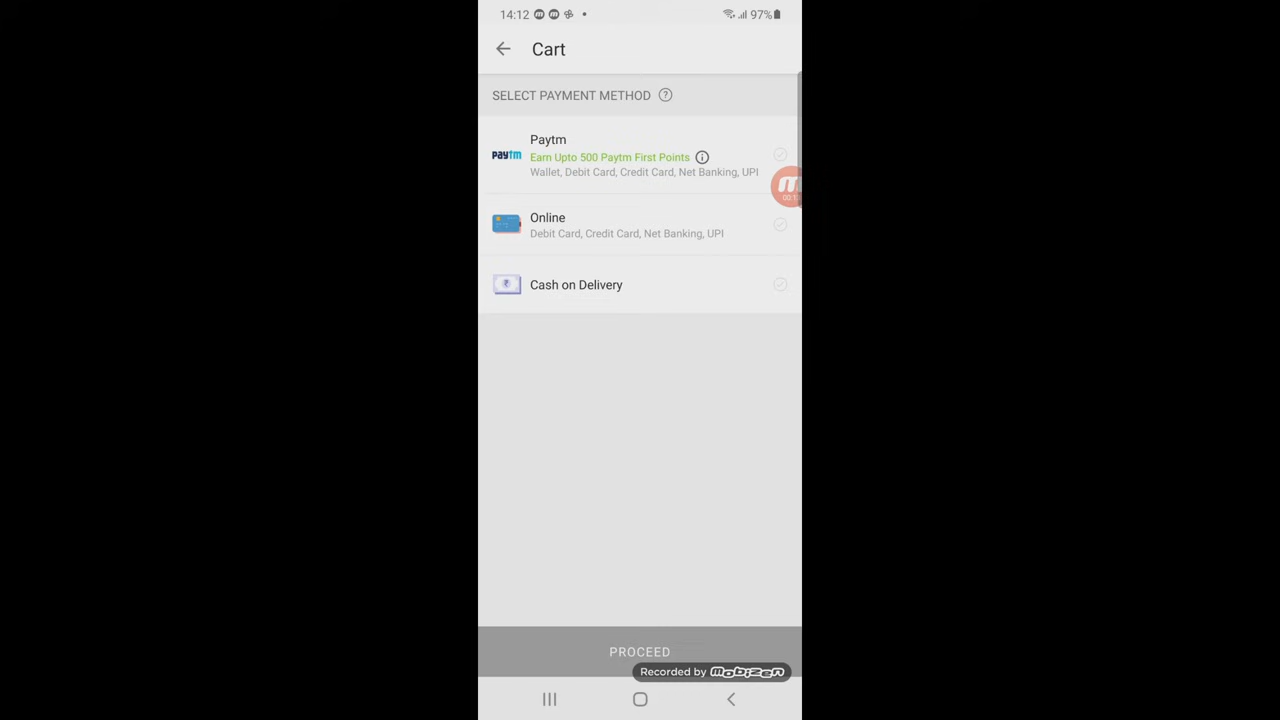 14:12
97%
Cart
SELECT PAYMENT METHOD ?
Paytm
paytm
Earn Upto 500 Paytm First Points
Wallet, Debit Card, Credit Card, Net Banking, UPI
Online
Debit Card, Credit Card, Net Banking, UPI
₹
Cash on Delivery
PROCEED
Recorded by mobizen